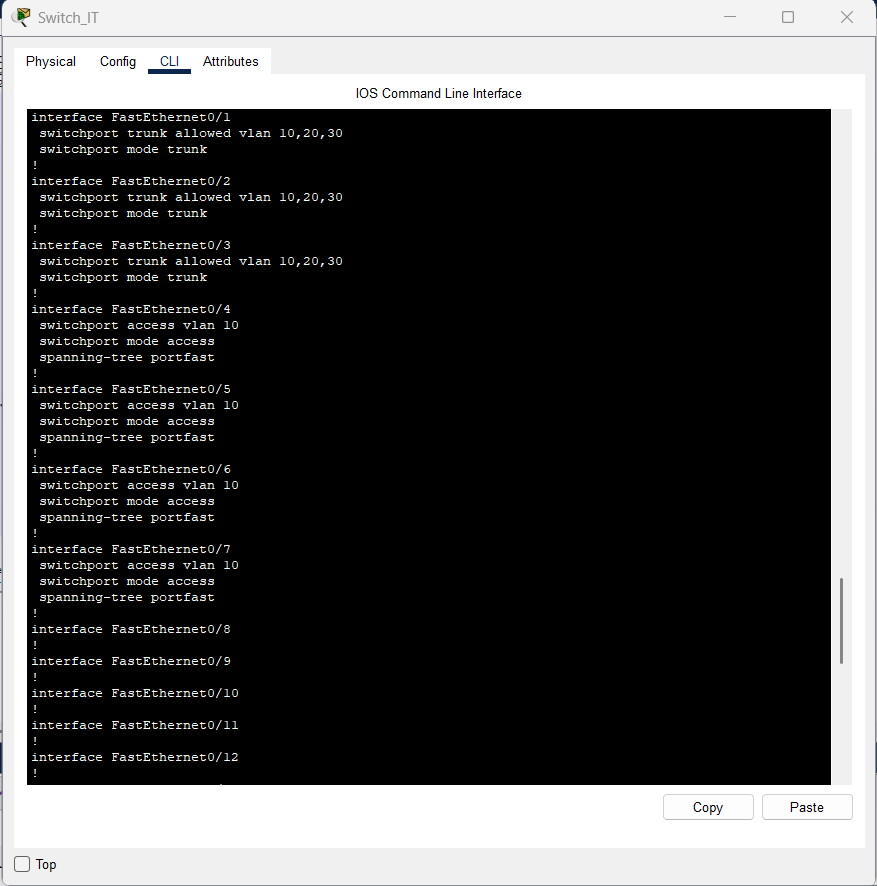 Switch_IT
Physical Config CLI Attributes
IOS Command Line Interface
interface FastEthernet0/1
 switchport trunk allowed vlan 10,20,30
 switchport mode trunk
!
interface FastEthernet0/2
 switchport trunk allowed vlan 10,20,30
 switchport mode trunk
!
interface FastEthernet0/3
 switchport trunk allowed vlan 10,20,30
 switchport mode trunk
!
interface FastEthernet0/4
 switchport access vlan 10
 switchport mode access
 spanning-tree portfast
!
interface FastEthernet0/5
 switchport access vlan 10
 switchport mode access
 spanning-tree portfast
!
interface FastEthernet0/6
 switchport access vlan 10
 switchport mode access
 spanning-tree portfast
!
interface FastEthernet0/7
 switchport access vlan 10
 switchport mode access
 spanning-tree portfast
!
interface FastEthernet0/8
!
interface FastEthernet0/9
!
interface FastEthernet0/10
!
interface FastEthernet0/11
!
interface FastEthernet0/12
!
Copy Paste
Top